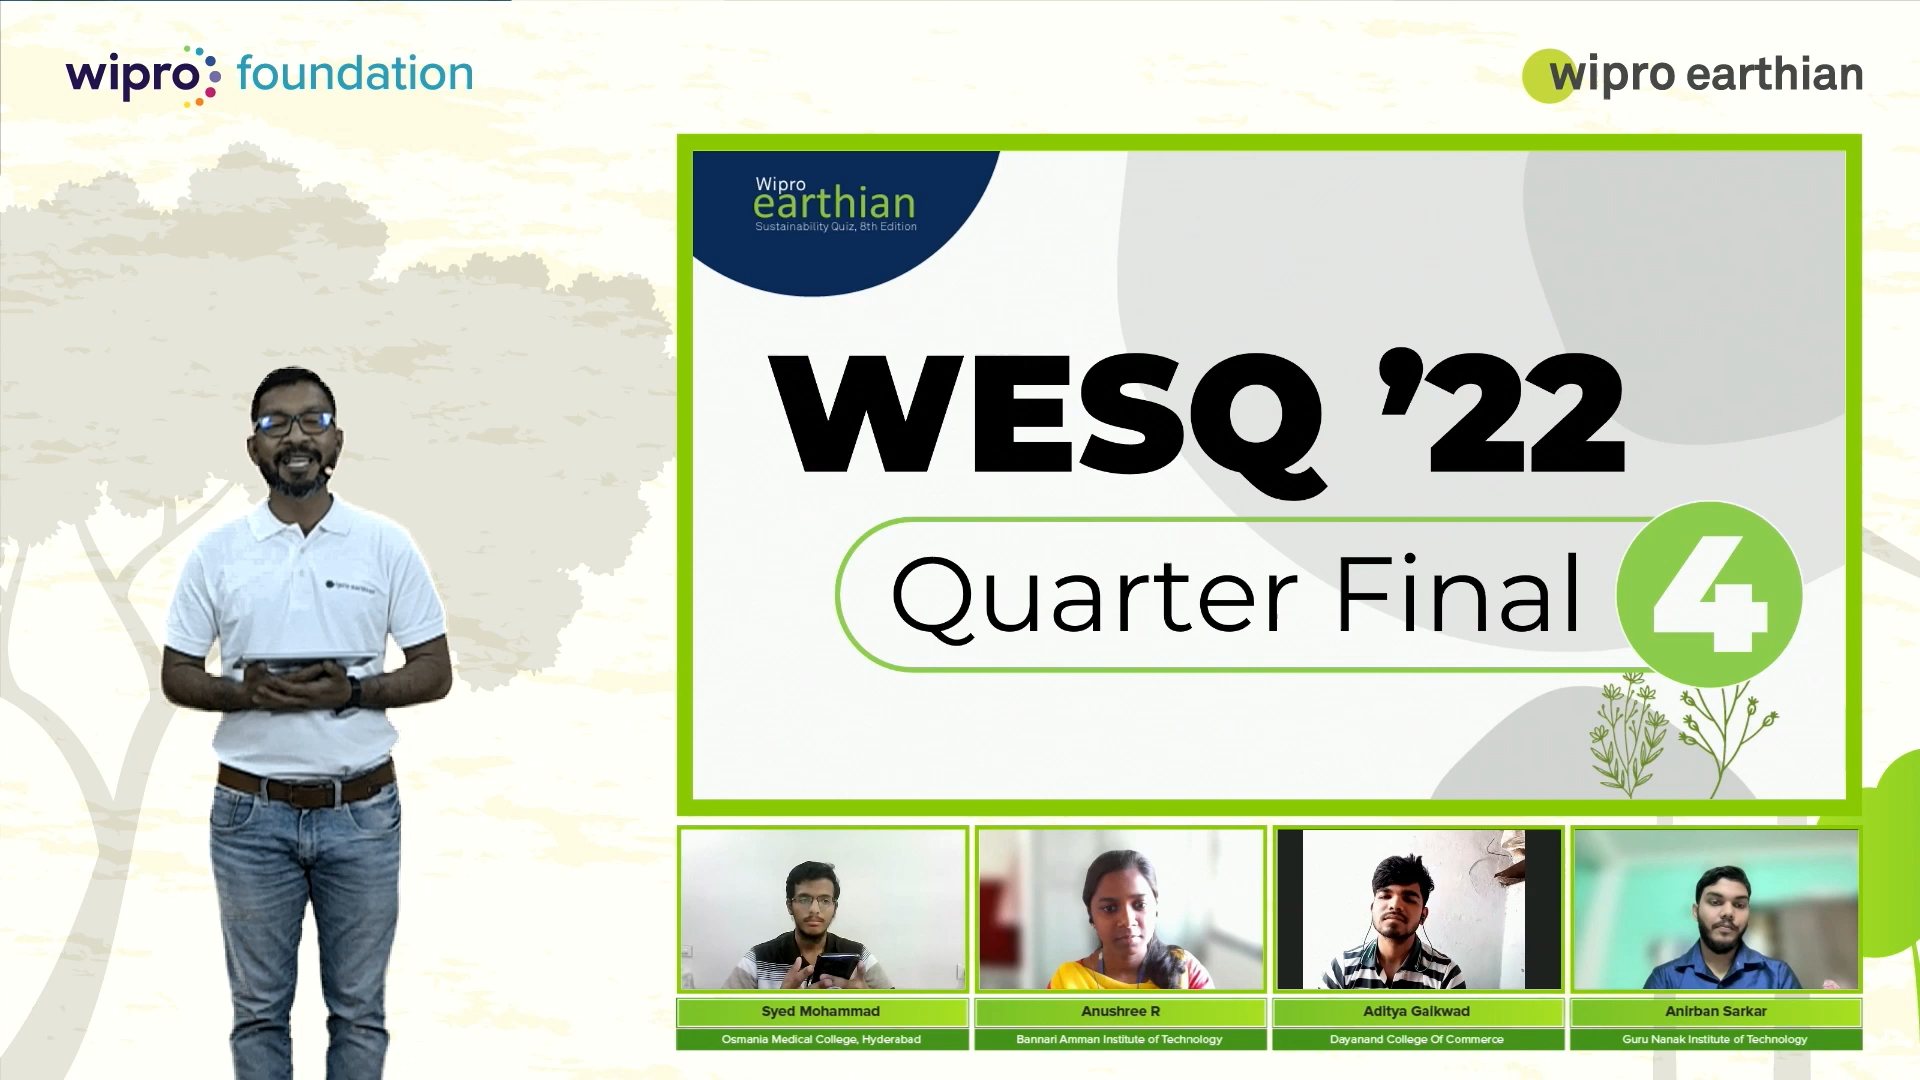 wipro foundation
wipro earthian
Wipro
earthian
Sustainability Quiz, 8th Edition
WESQ ’22
Quarter Final 4
wipro earthian
Syed Mohammad
Anushree R
Aditya Gaikwad
Anirban Sarkar
Osmania Medical College, Hyderabad
Bannari Amman Institute of Technology
Dayanand College Of Commerce
Guru Nanak Institute of Technology